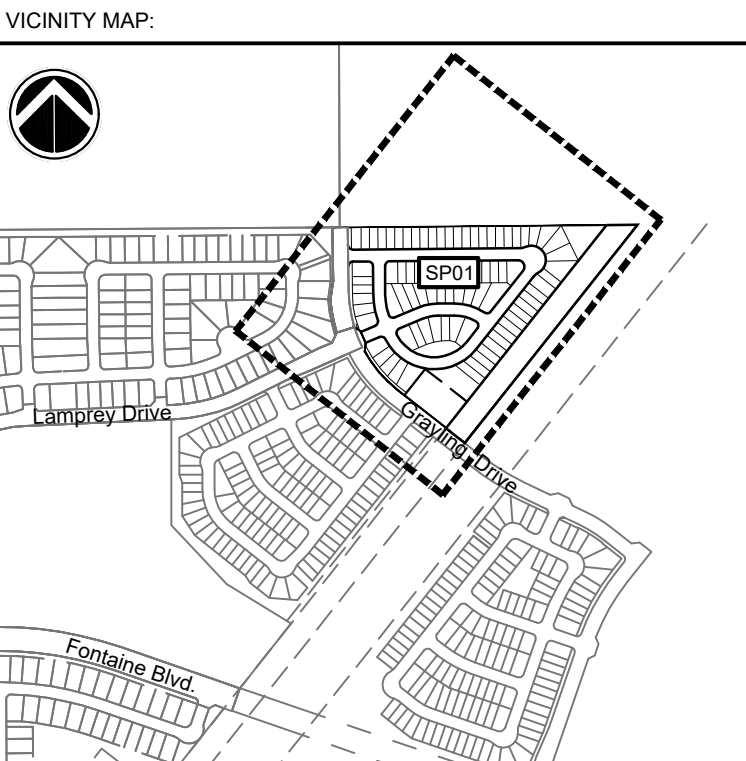 VICINITY MAP:
SP01
Lamprey Drive
Grayling Drive
Fontaine Blvd.